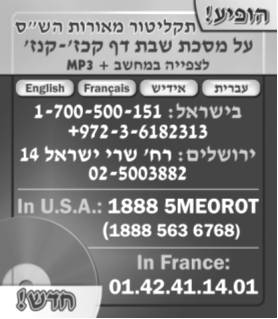 הופיע!
תקליטור מאורות הש״ס
על מסכת שבת דף קכז׳-קנז׳
לצפייה במחשב + MP3
עברית אידיש Français English
בישראל: 1-700-500-151
+972-3-6182313
ירושלים: רח׳ שרי ישראל 14
02-5003882
In U.S.A.: 1888 5MEOROT
(1888 563 6768)
In France:
01.42.41.14.01
חדש!